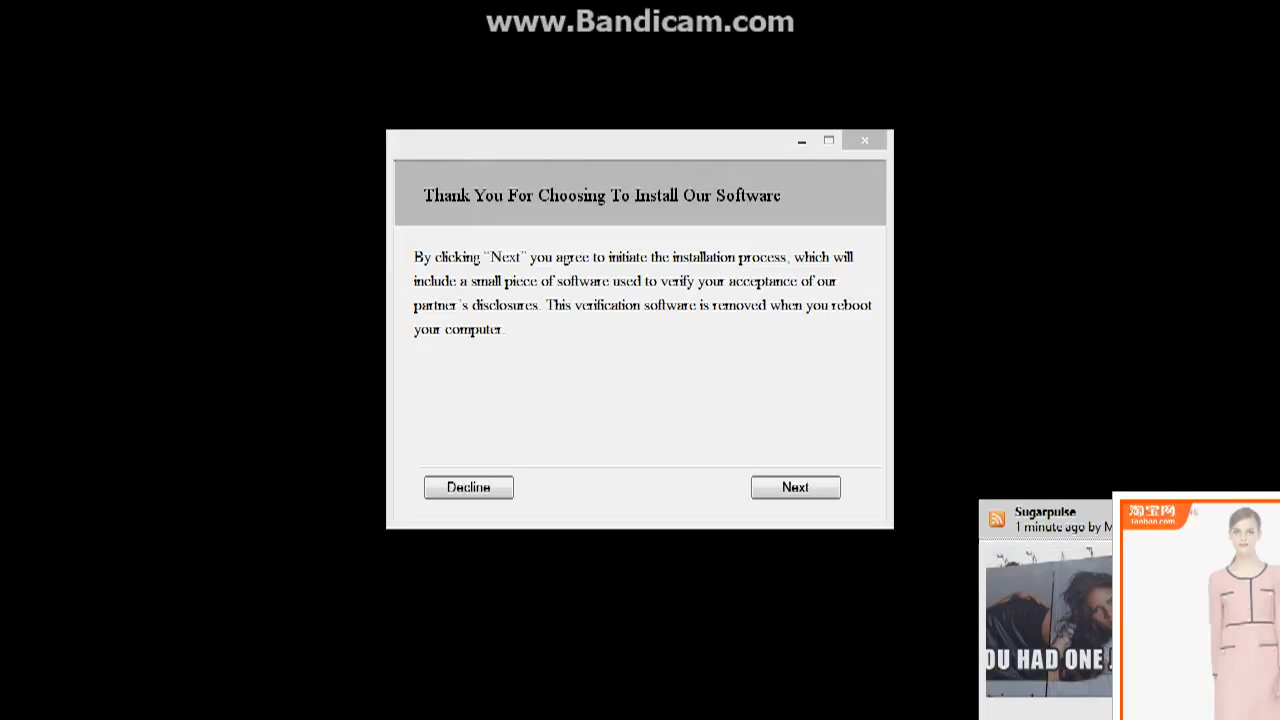 www.Bandicam.com
Thank You For Choosing To Install Our Software
By clicking "Next" you agree to initiate the installation process, which will
include a small piece of software used to verify your acceptance of our
partner's disclosures. This verification software is removed when you reboot
your computer.
Decline
Next
Sugarpulse
1 minute ago by M
OU HAD ONE
淘宝网
Taobao.com